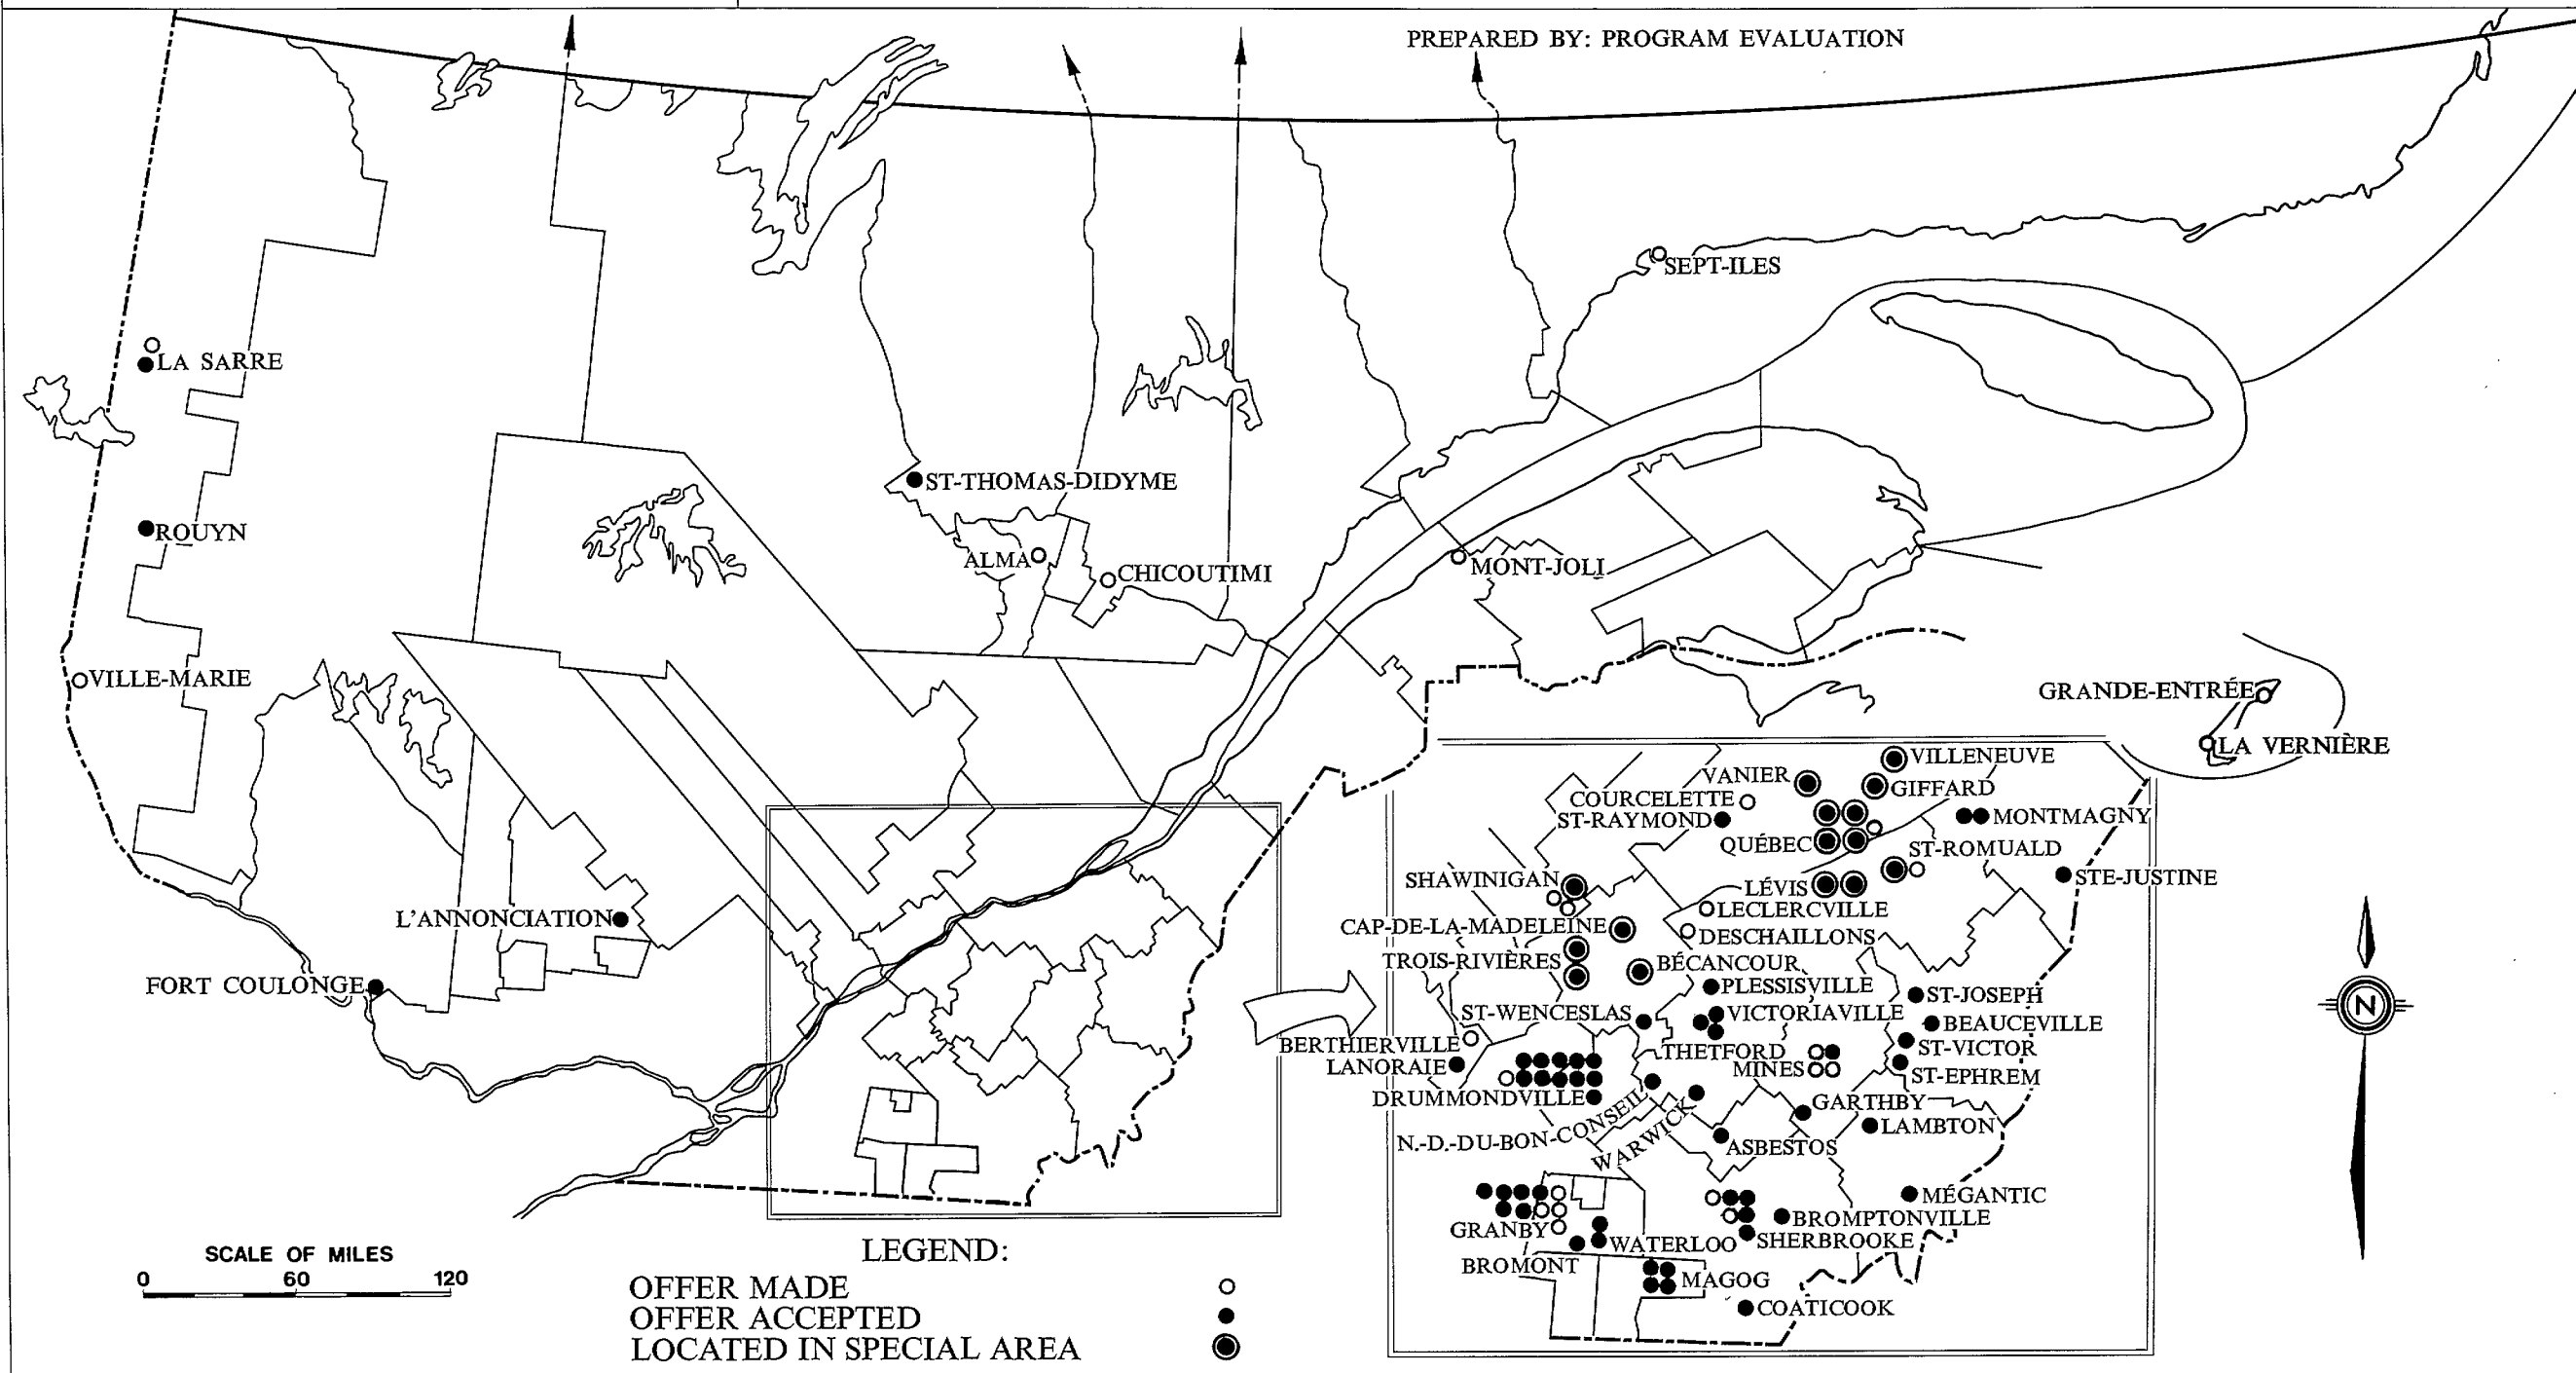 PREPARED BY: PROGRAM EVALUATION
SEPT-ILES
LA SARRE
ST-THOMAS-DIDYME
ROUYN
ALMA
CHICOUTIMI
MONT-JOLI
VILLE-MARIE
GRANDE-ENTRÉE
LA VERNIÈRE
L'ANNONCIATION
FORT COULONGE
VILLENEUVE
VANIER
GIFFARD
COURCELETTE
ST-RAYMOND
MONTMAGNY
QUÉBEC
ST-ROMUALD
SHAWINIGAN
LÉVIS
STE-JUSTINE
LECLERCVILLE
CAP-DE-LA-MADELEINE
DESCHAILLONS
TROIS-RIVIÈRES
BÉCANCOUR
PLESSISVILLE
ST-JOSEPH
ST-WENCESLAS
VICTORIAVILLE
BEAUCEVILLE
BERTHIERVILLE
THETFORD
MINES
ST-VICTOR
LANORAIE
ST-EPHREM
DRUMMONDVILLE
GARTHBY
N.-D.-DU-BON-CONSEIL
WARWICK
LAMBTON
ASBESTOS
MÉGANTIC
GRANBY
BROMPTONVILLE
WATERLOO
SHERBROOKE
BROMONT
MAGOG
COATICOOK
N
SCALE OF MILES
0 60 120
LEGEND:
OFFER MADE
OFFER ACCEPTED
LOCATED IN SPECIAL AREA